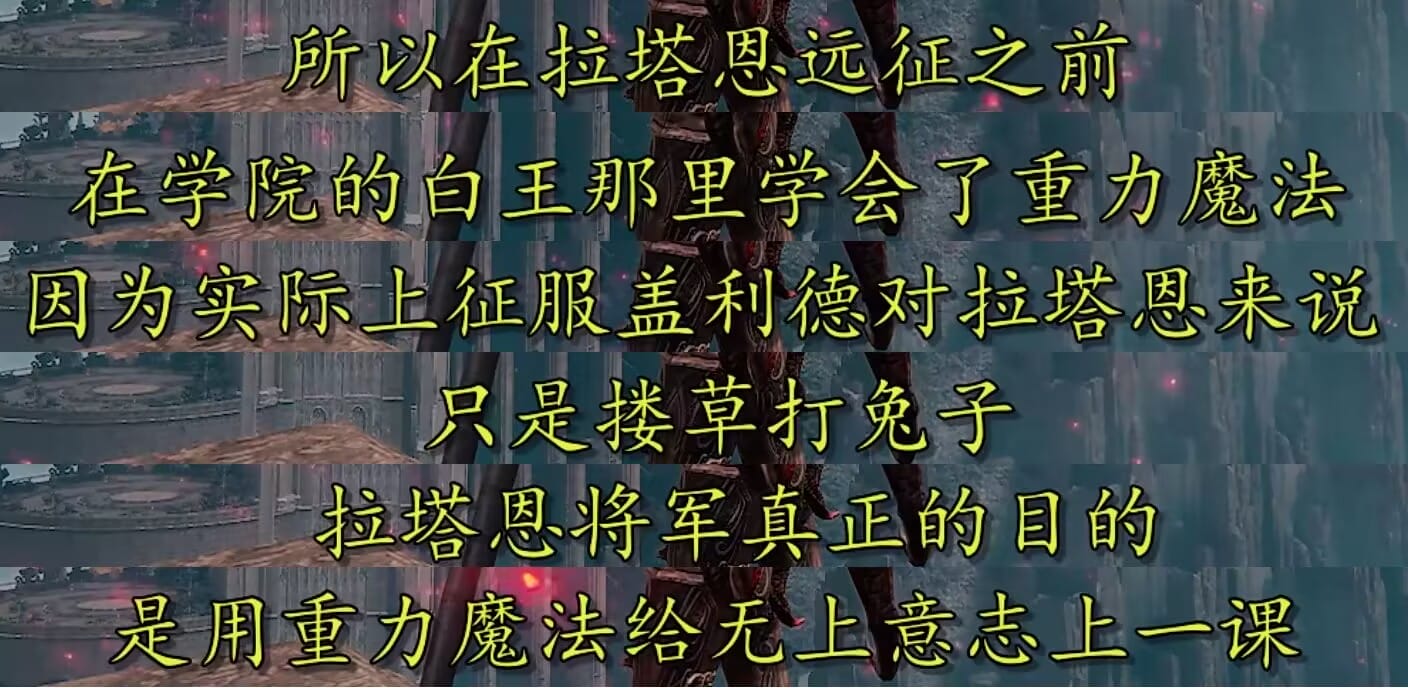 所以在拉塔恩远征之前
在学院的白王那里学会了重力魔法
因为实际上征服盖利德对拉塔恩来说
只是搂草打兔子
拉塔恩将军真正的目的
是用重力魔法给无上意志上一课